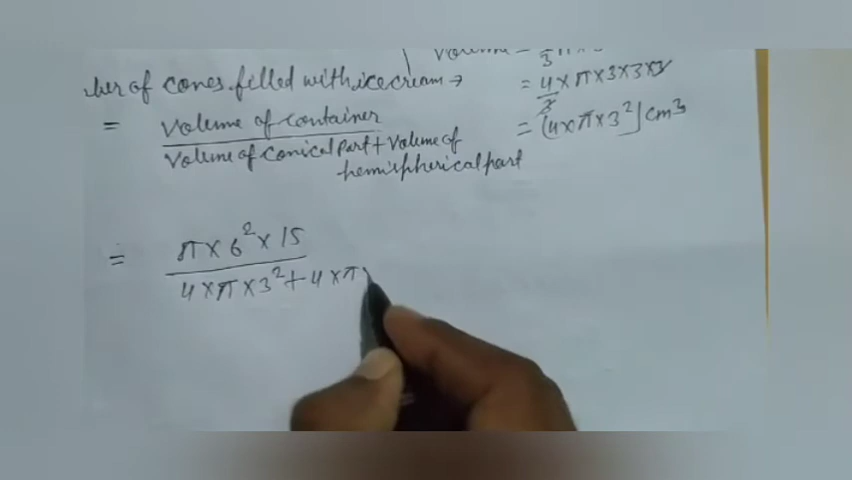 ber of cones filled with ice cream →
= Volume of container
Volume of conical part + Volume of
hemispherical part
= 4/3 × π × 3 × 3 × 3
= (4 × π × 3²) cm³
= π × 6² × 15
4 × π × 3² + 4 × π